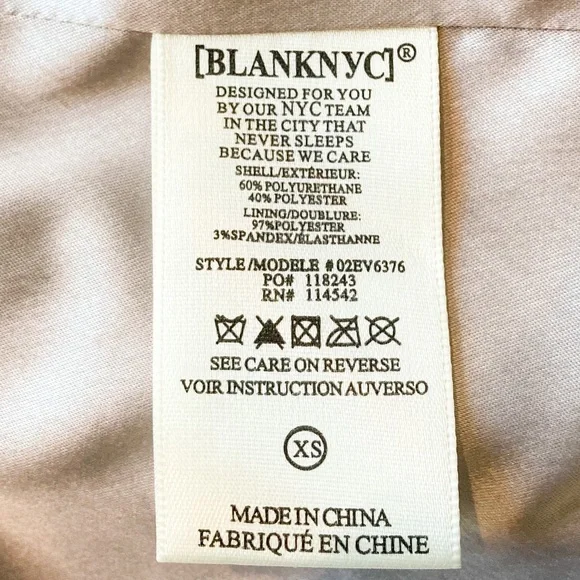 [BLANKNYC]®
DESIGNED FOR YOU
BY OUR NYC TEAM
IN THE CITY THAT
NEVER SLEEPS
BECAUSE WE CARE
SHELL/EXTÉRIEUR:
60% POLYURETHANE
40% POLYESTER
LINING/DOUBLURE:
97%POLYESTER
3%SPANDEX/ÉLASTHANNE
STYLE/MODELE #02EV6376
PO# 118243
RN# 114542
SEE CARE ON REVERSE
VOIR INSTRUCTION AUVERSO
XS
MADE IN CHINA
FABRIQUÉ EN CHINE